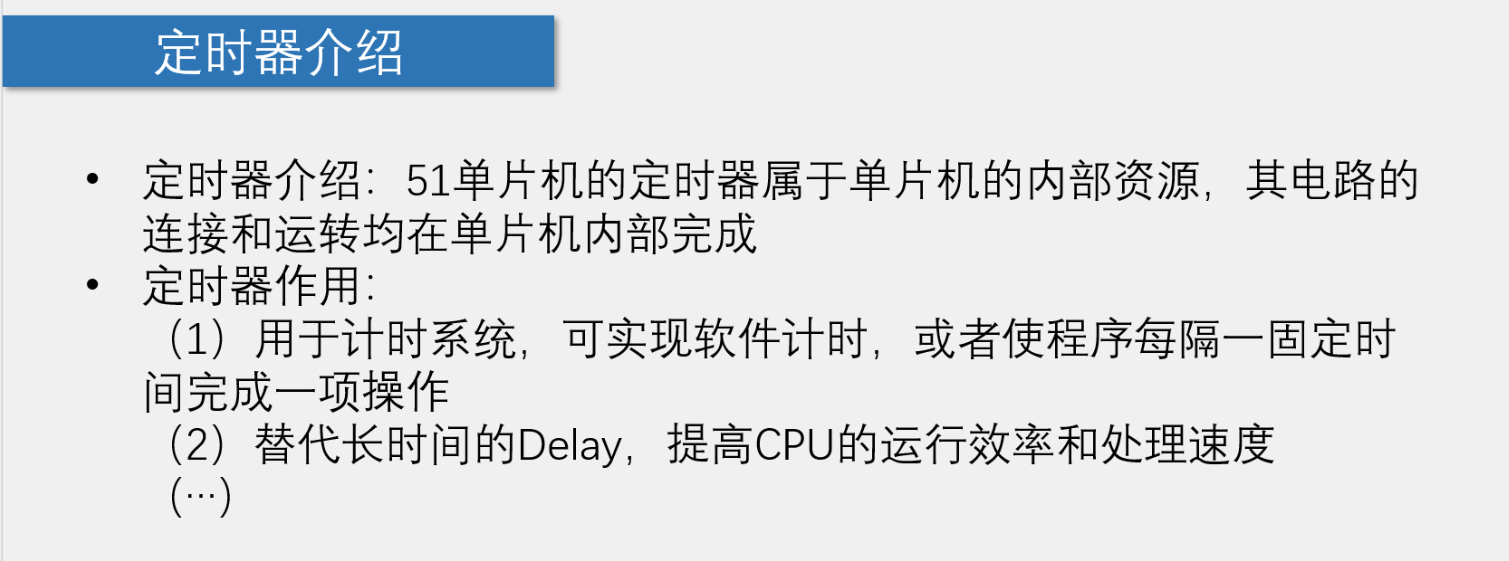 定时器介绍
• 定时器介绍：51单片机的定时器属于单片机的内部资源，其电路的
连接和运转均在单片机内部完成
• 定时器作用：
（1）用于计时系统，可实现软件计时，或者使程序每隔一固定时
间完成一项操作
（2）替代长时间的Delay，提高CPU的运行效率和处理速度
(…)